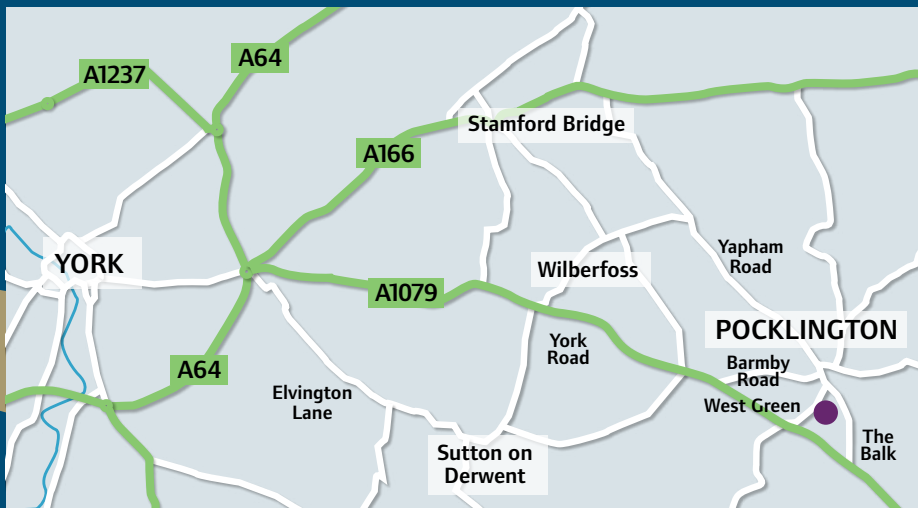 A64
A1237
Stamford Bridge
A166
YORK
Yapham
Road
Wilberfoss
A1079
POCKLINGTON
York
Road
A64
Barmby
Road
Elvington
Lane
West Green
The
Balk
Sutton on
Derwent